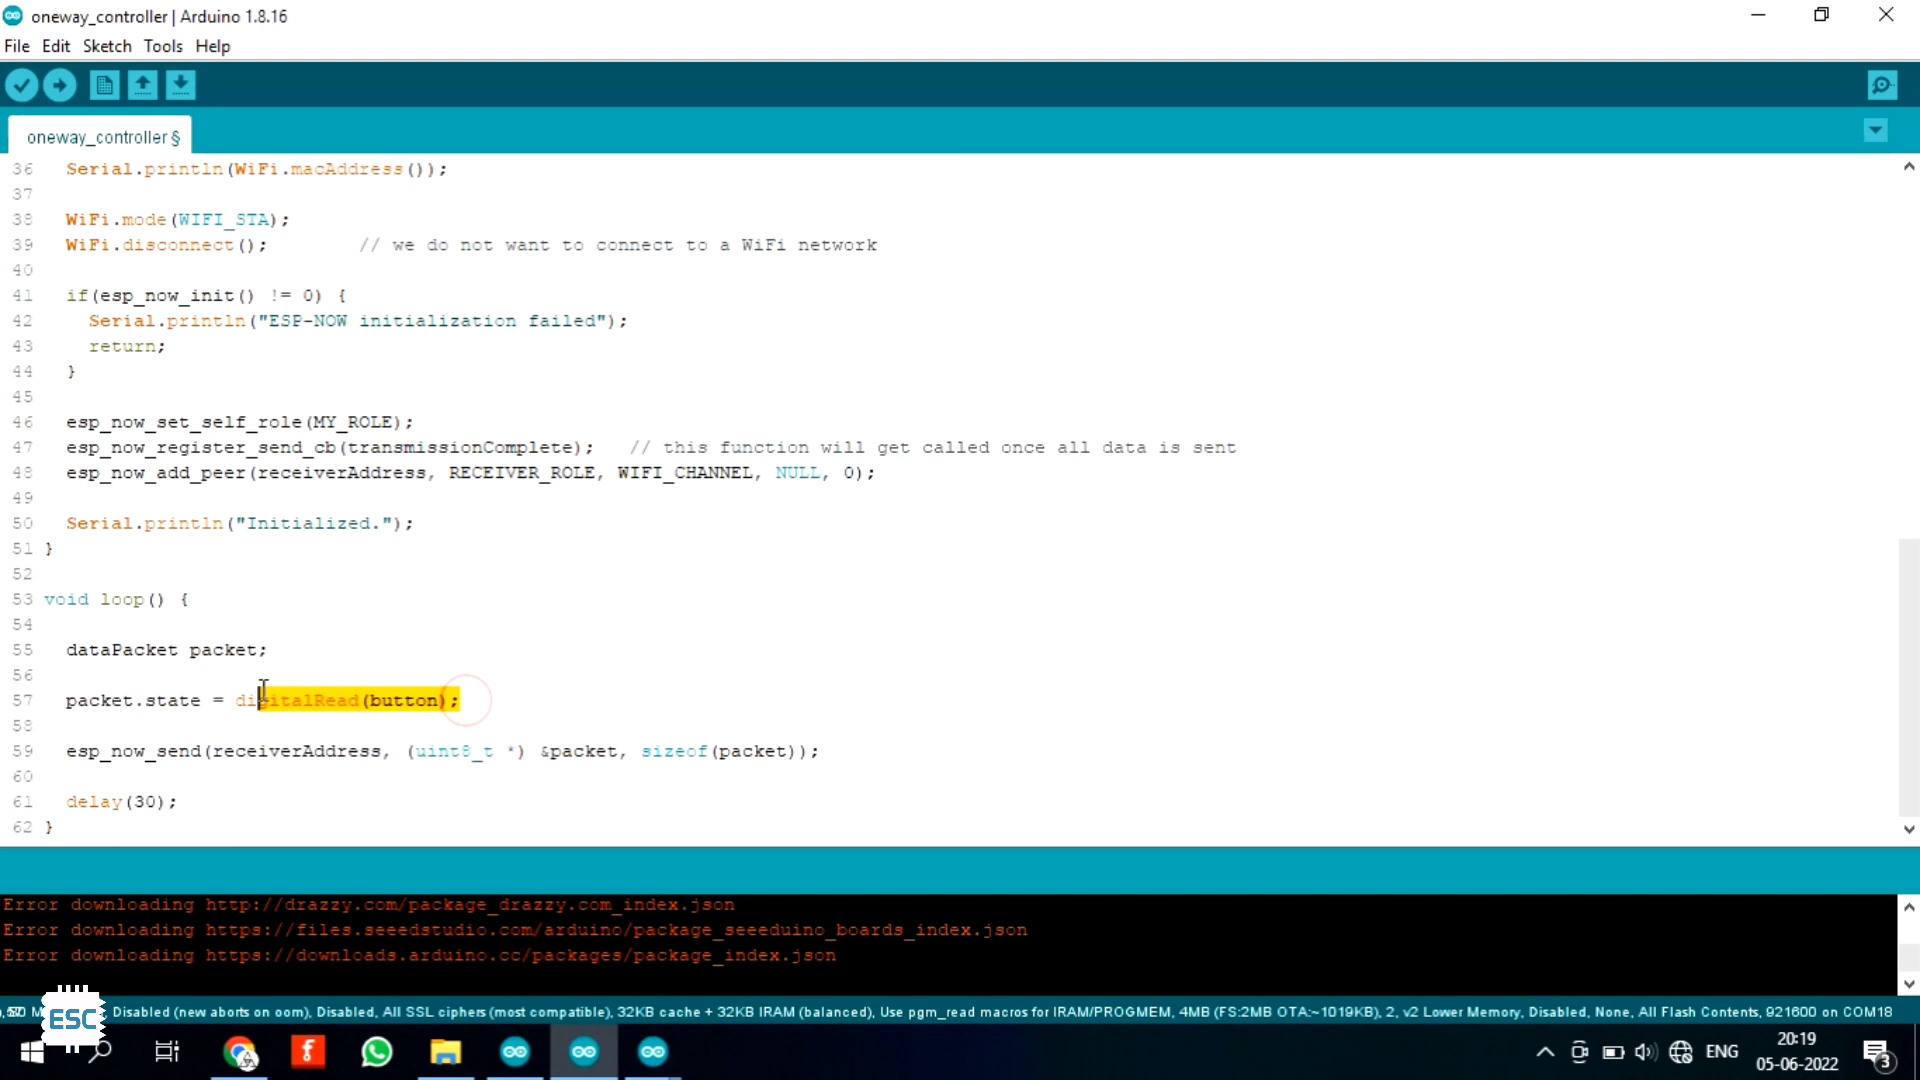 oneway_controller | Arduino 1.8.16
File Edit Sketch Tools Help
oneway_controller §
36 Serial.println(WiFi.macAddress());
37
38 WiFi.mode(WIFI_STA);
39 WiFi.disconnect(); // we do not want to connect to a WiFi network
40
41 if(esp_now_init() != 0) {
42 Serial.println("ESP-NOW initialization failed");
43 return;
44 }
45
46 esp_now_set_self_role(MY_ROLE);
47 esp_now_register_send_cb(transmissionComplete); // this function will get called once all data is sent
48 esp_now_add_peer(receiverAddress, RECEIVER_ROLE, WIFI_CHANNEL, NULL, 0);
49
50 Serial.println("Initialized.");
51 }
52
53 void loop() {
54
55 dataPacket packet;
56
57 packet.state = digitalRead(button);
58
59 esp_now_send(receiverAddress, (uint8_t *) &packet, sizeof(packet));
60
61 delay(30);
62 }
Error downloading http://drazzy.com/package_drazzy.com_index.json
Error downloading https://files.seeedstudio.com/arduino/package_seeeduino_boards_index.json
Error downloading https://downloads.arduino.cc/packages/package_index.json
, Disabled (new aborts on oom), Disabled, All SSL ciphers (most compatible), 32KB cache + 32KB IRAM (balanced), Use pgm_read macros for IRAM/PROGMEM, 4MB (FS:2MB OTA:~1019KB), 2, v2 Lower Memory, Disabled, None, All Flash Contents, 921600 on COM18
ESC
ENG
20:19
05-06-2022
3